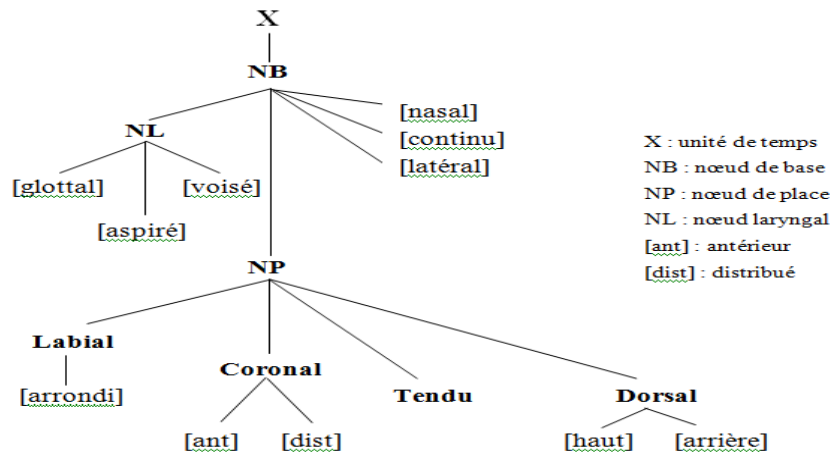 X
NB
[nasal]
NL
[continu]
[latéral]
[glottal] [voisé]
[aspiré]
X : unité de temps
NB : nœud de base
NP : nœud de place
NL : nœud laryngal
[ant] : antérieur
[dist] : distribué
NP
Labial
Coronal Tendu Dorsal
[arrondi]
[ant] [dist] [haut] [arrière]